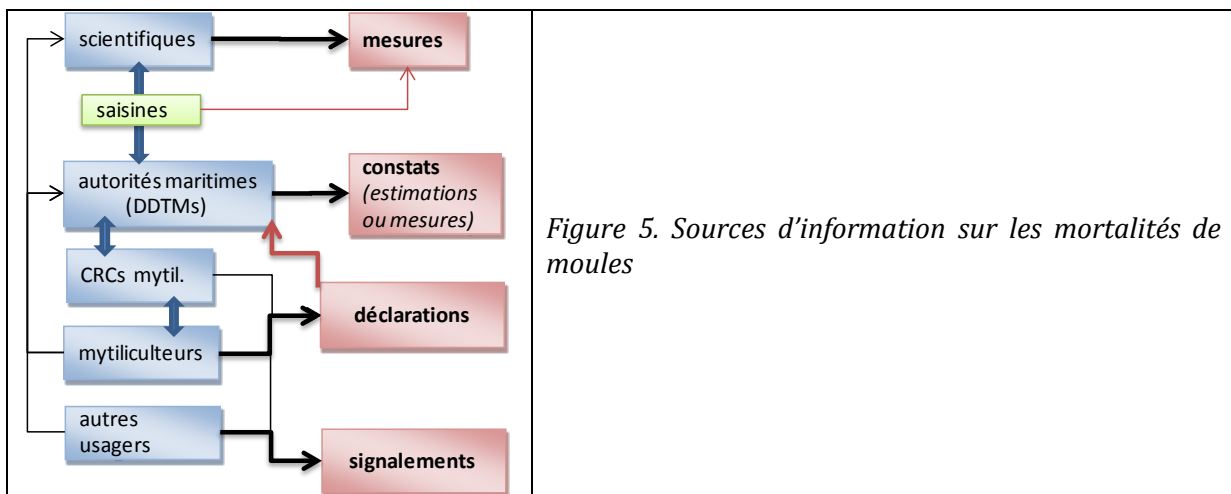 scientifiques
mesures
saisines
autorités maritimes
(DDTMs)
constats
(estimations
ou mesures)
CRCs mytil.
déclarations
mytiliculteurs
autres
usagers
signalements
Figure 5. Sources d’information sur les mortalités de
moules